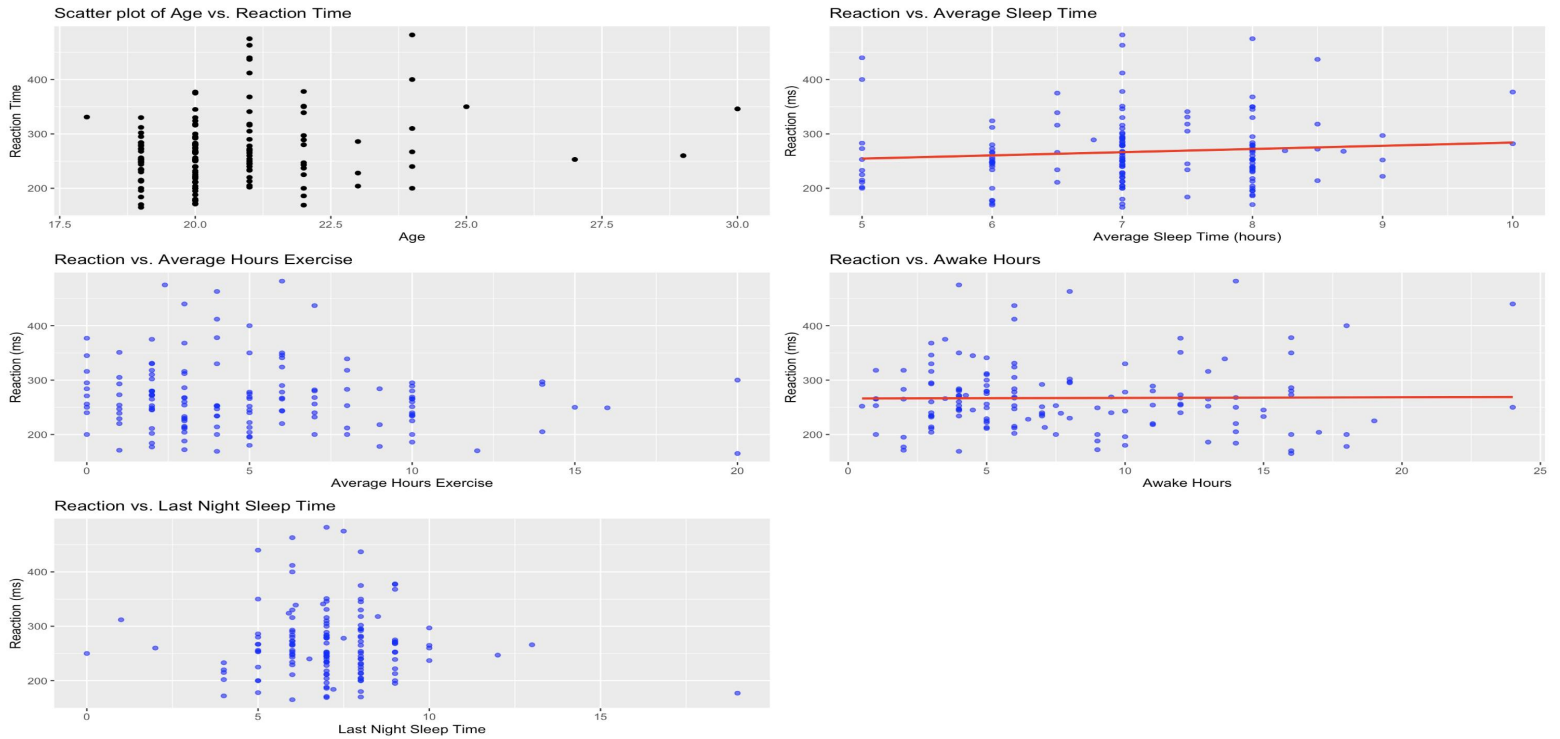 Scatter plot of Age vs. Reaction Time
Reaction Time
400
300
200
17.5 20.0 22.5 25.0 27.5 30.0
Age
Reaction vs. Average Sleep Time
Reaction (ms)
400
300
200
5 6 7 8 9 10
Average Sleep Time (hours)
Reaction vs. Average Hours Exercise
Reaction (ms)
400
300
200
0 5 10 15 20
Average Hours Exercise
Reaction vs. Awake Hours
Reaction (ms)
400
300
200
0 5 10 15 20 25
Awake Hours
Reaction vs. Last Night Sleep Time
Reaction (ms)
400
300
200
0 5 10 15
Last Night Sleep Time